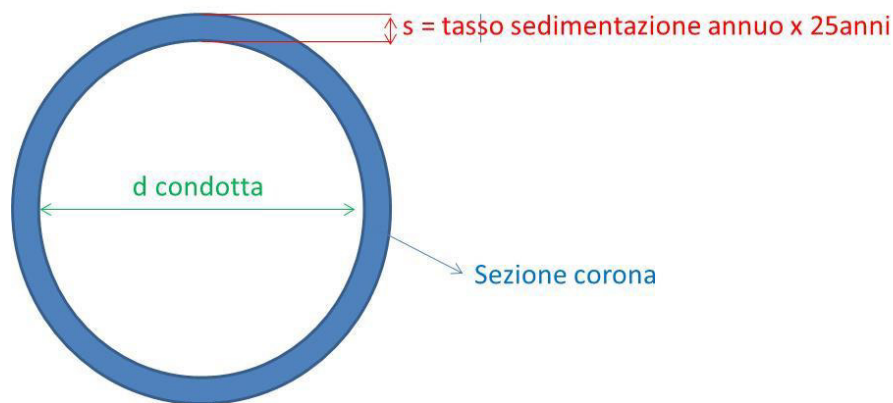 s = tasso sedimentazione annuo x 25anni
d condotta
Sezione corona